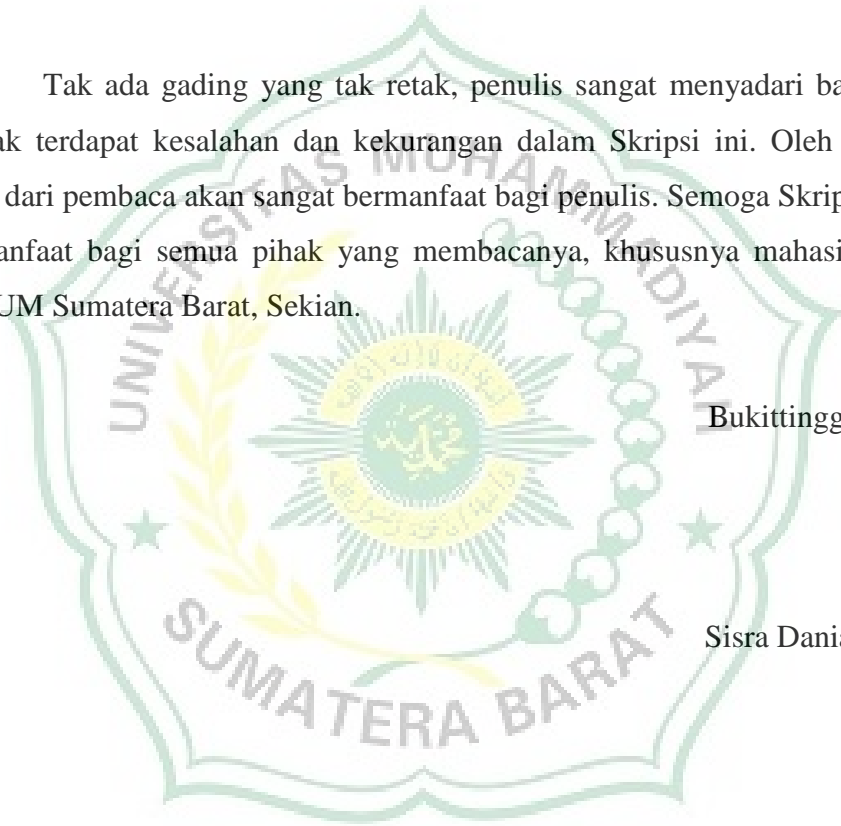 Tak ada gading yang tak retak, penulis sangat menyadari ba
ak terdapat kesalahan dan kekurangan dalam Skripsi ini. Oleh
dari pembaca akan sangat bermanfaat bagi penulis. Semoga Skrip
anfaat bagi semua pihak yang membacanya, khususnya mahasi
UM Sumatera Barat, Sekian.
UNIVERSITAS MUHAMMADIYAH
Bukittingg
Sisra Dania
SUMATERA BARAT